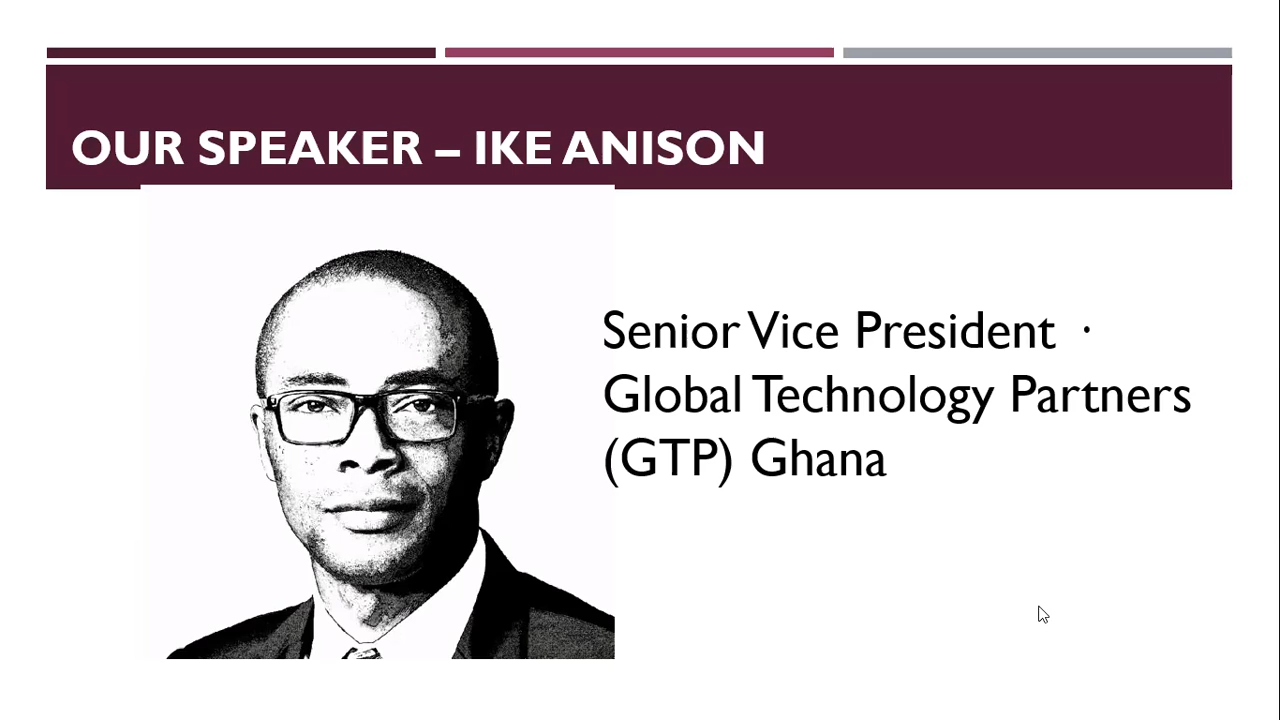 OUR SPEAKER – IKE ANISON
Senior Vice President ·
Global Technology Partners
(GTP) Ghana